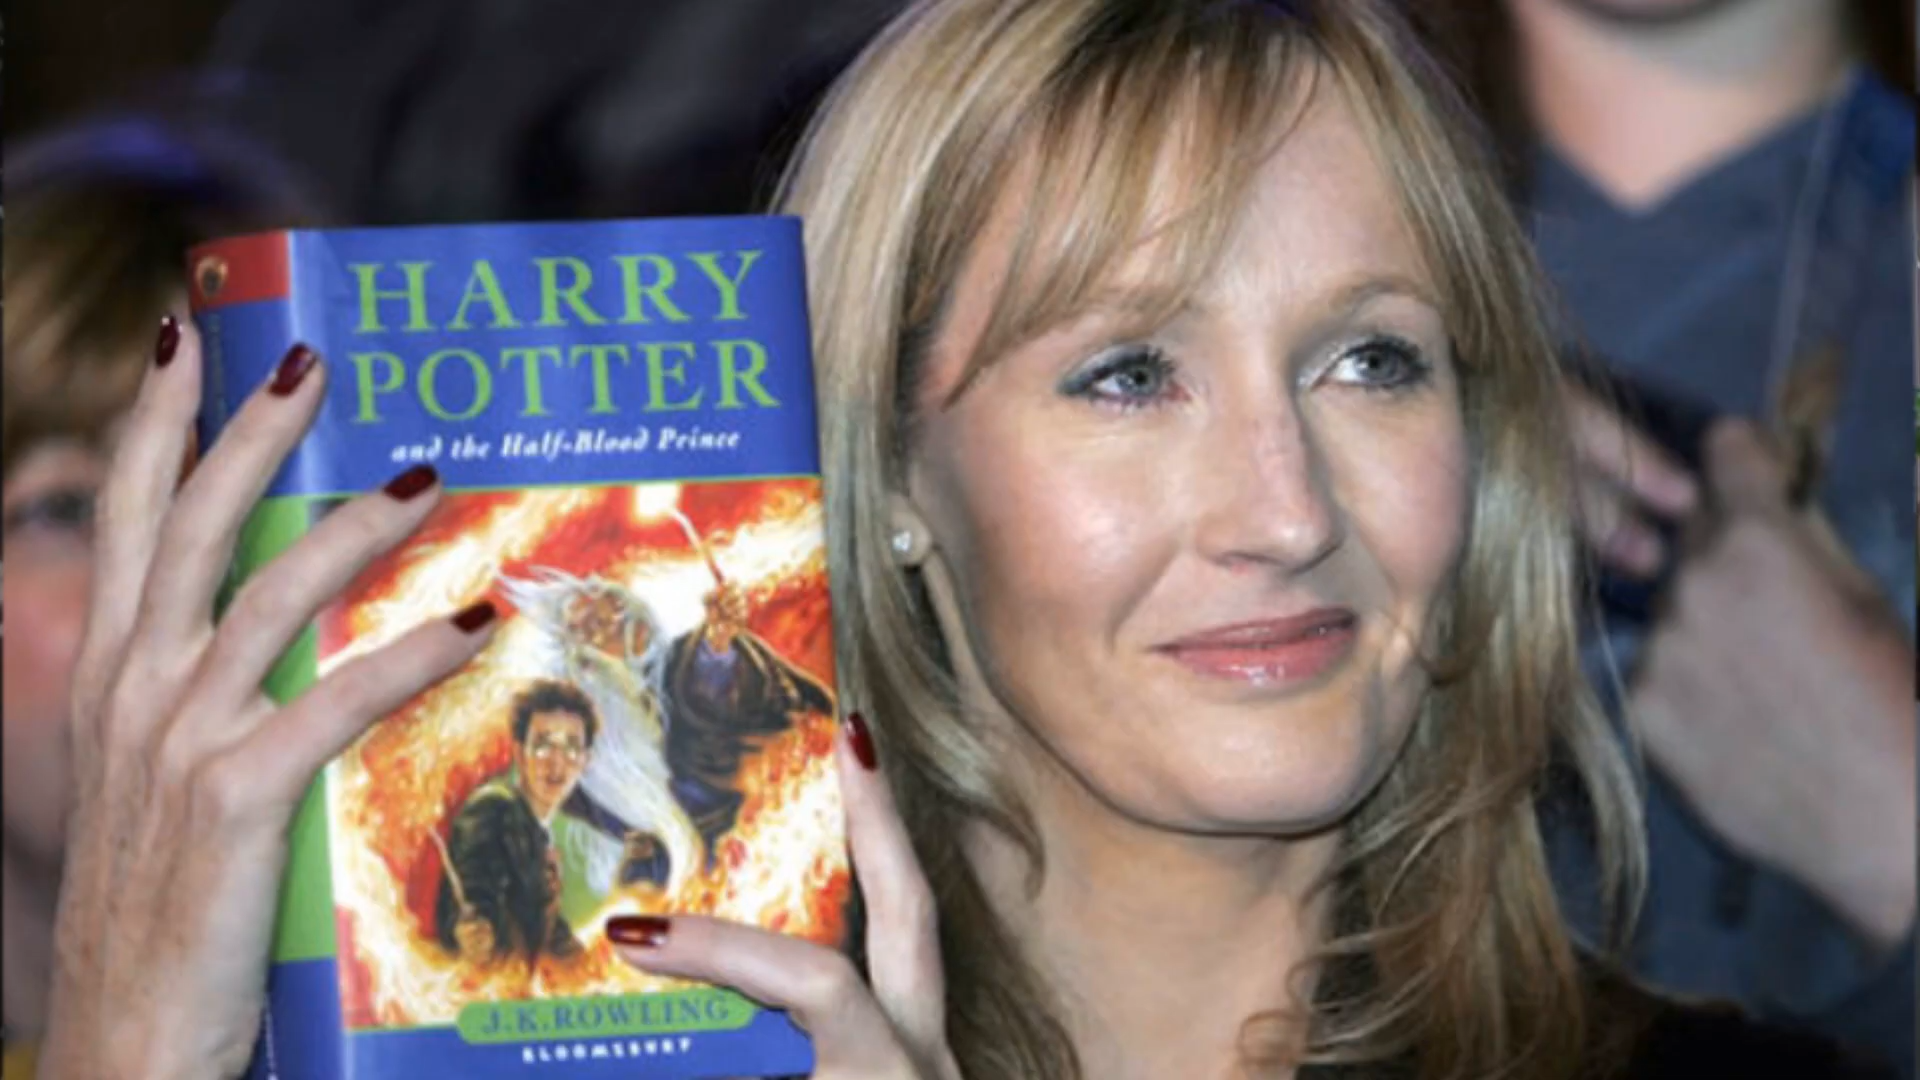 HARRY
POTTER
and the Half-Blood Prince
J.K.ROWLING
BLOOMSBURY